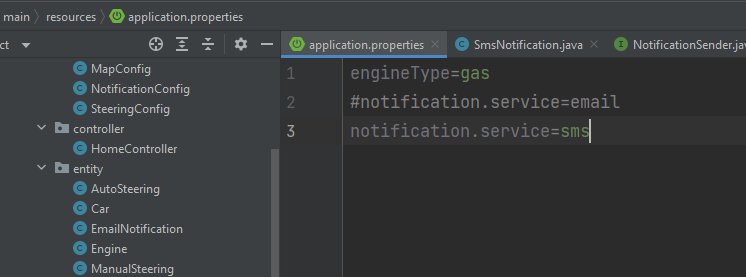 main
resources
application.properties
ct
application.properties
SmsNotification.java
NotificationSender.jav
MapConfig
NotificationConfig
SteeringConfig
controller
HomeController
entity
AutoSteering
Car
EmailNotification
Engine
ManualSteering
1 engineType=gas
2 #notification.service=email
3 notification.service=sms